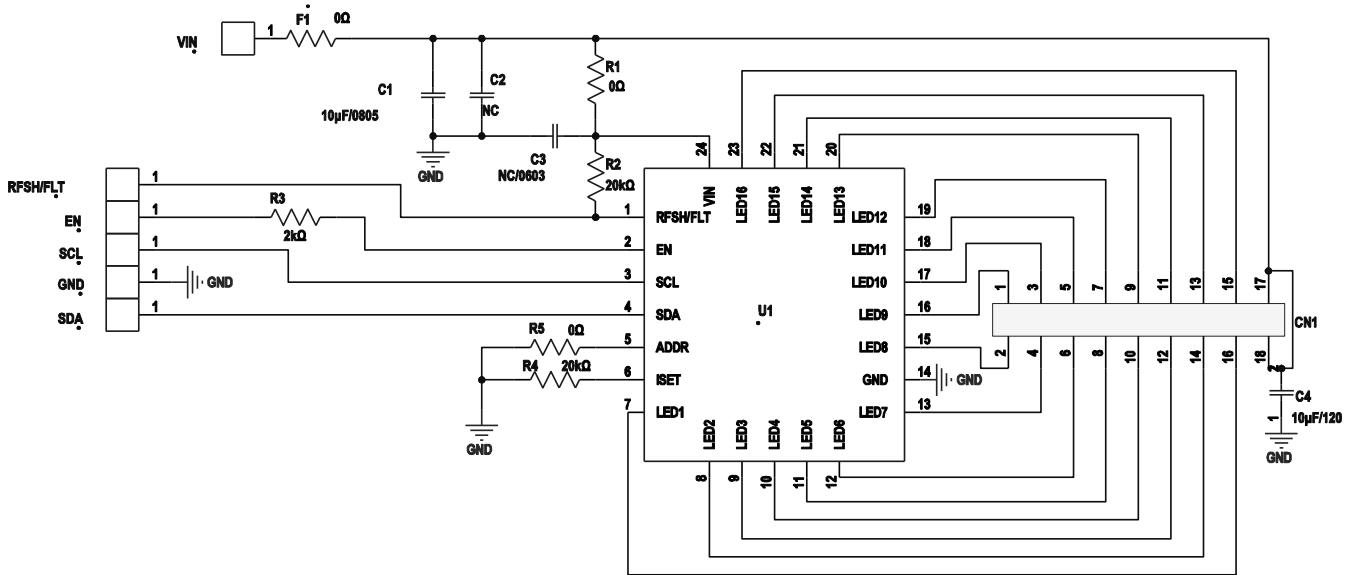 F1 0Ω
VIN 1
R1
0Ω
C1
10µF/0805
C2
NC
C3
NC/0603
GND
R2
20kΩ
24 23 22 21 20
VIN LED16 LED15 LED14 LED13
RFSH/FLT 1
EN 1
R3
2kΩ
SCL 1
GND 1 GND
SDA 1
1 RFSH/FLT
2 EN
3 SCL
4 SDA
R5 0Ω
5 ADDR
R4 20kΩ
6 ISET
7 LED1
GND
U1
LED12 19
LED11 18
LED10 17
LED9 16
LED8 15
GND 14 GND
LED7 13
LED2 LED3 LED4 LED5 LED6
8 9 10 11 12
1 3 5 7 9 11 13 15 17
CN1
2 4 6 8 10 12 14 16 18
2
C4
10µF/120
1
GND